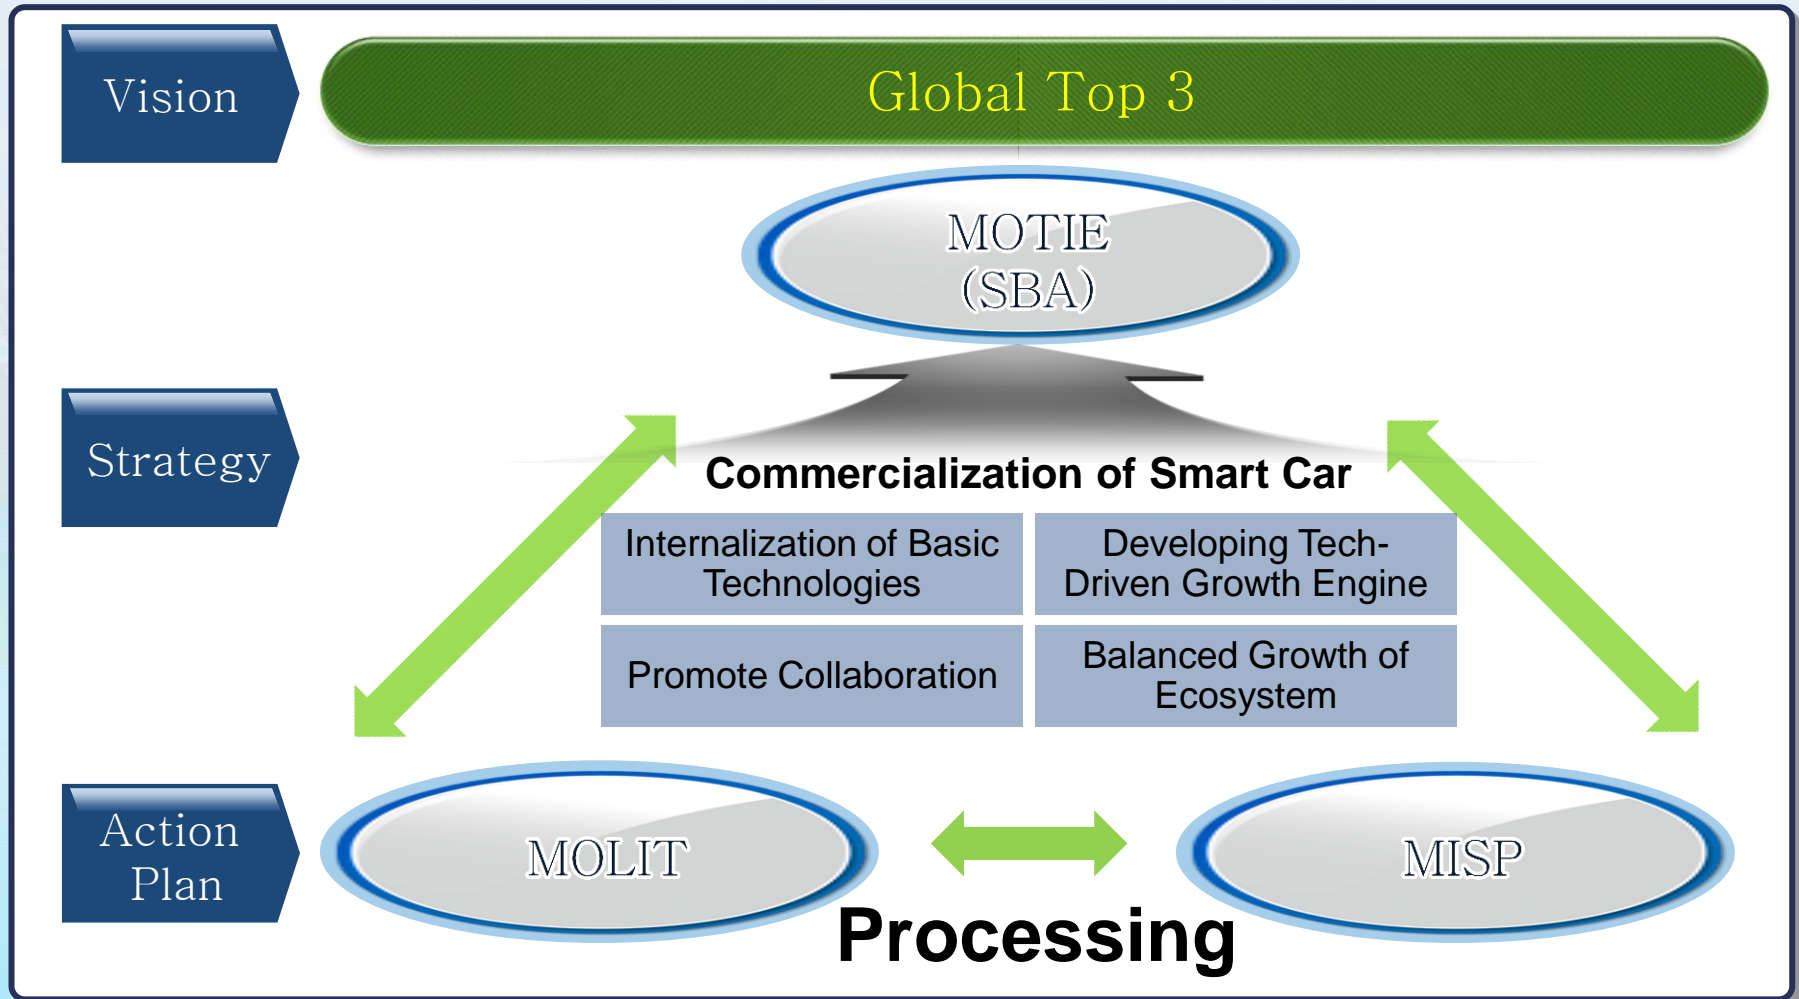 Vision
Global Top 3
MOTIE
(SBA)
Strategy
Commercialization of Smart Car
Internalization of Basic
Technologies
Developing Tech-
Driven Growth Engine
Promote Collaboration
Balanced Growth of
Ecosystem
Action
Plan
MOLIT
MISP
Processing